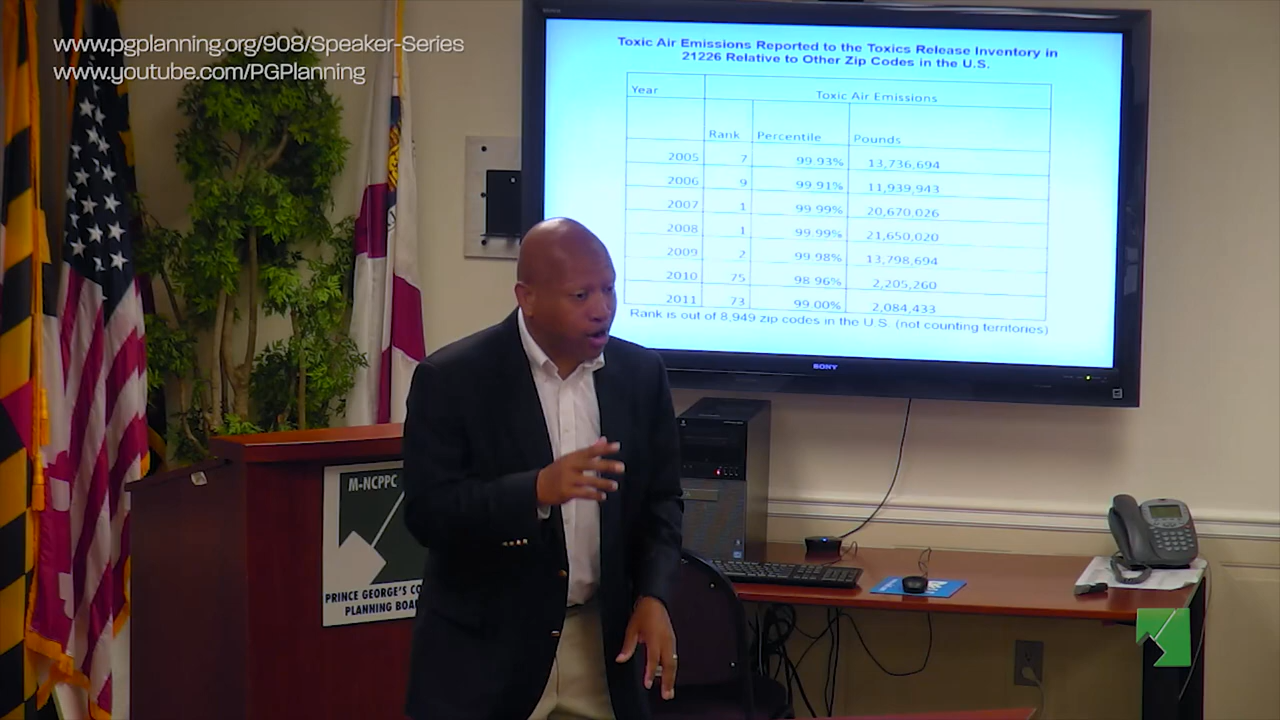 www.pgplanning.org/908/Speaker-Series
www.youtube.com/PGPlanning
SONY
Toxic Air Emissions Reported to the Toxics Release Inventory in
21226 Relative to Other Zip Codes in the U.S.
Year Toxic Air Emissions
Rank Percentile Pounds
2005 7 99.93% 13,736,694
2006 9 99.91% 11,939,943
2007 1 99.99% 20,670,026
2008 1 99.99% 21,650,020
2009 2 99.98% 13,798,694
2010 75 98.96% 2,205,260
2011 73 99.00% 2,084,433
Rank is out of 8,949 zip codes in the U.S. (not counting territories)
SONY
M-NCPPC
PRINCE GEORGE'S CO
PLANNING BOA